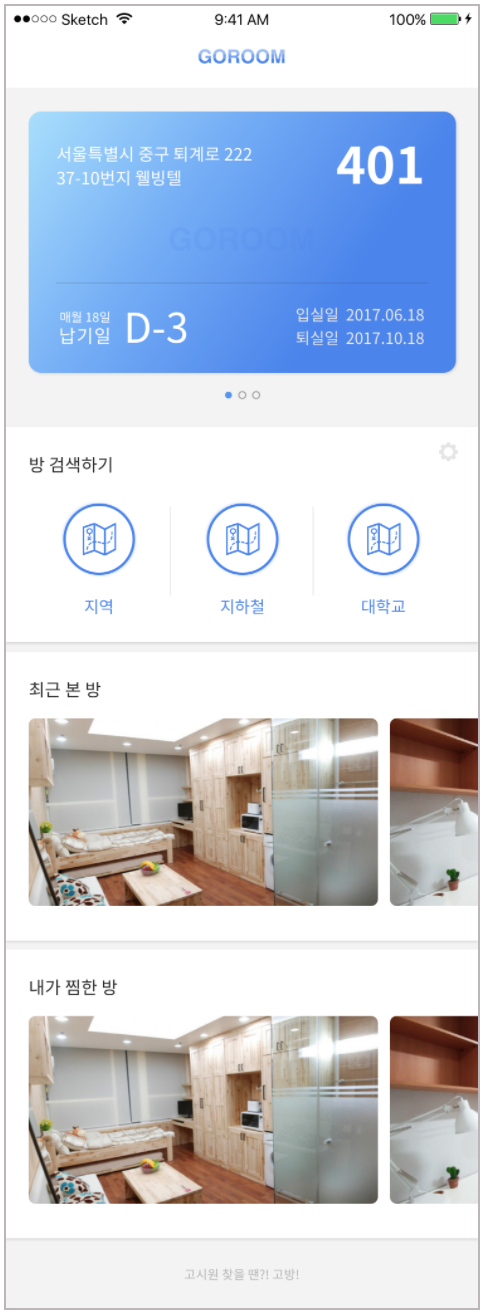 Sketch 9:41 AM 100%
GOROOM
서울특별시 중구 퇴계로 222
37-10번지 웰빙텔
401
GOROOM
매월 18일
납기일
D-3
입실일 2017.06.18
퇴실일 2017.10.18
방 검색하기
지역
지하철
대학교
최근 본 방
내가 찜한 방
고시원 찾을 땐?! 고방!